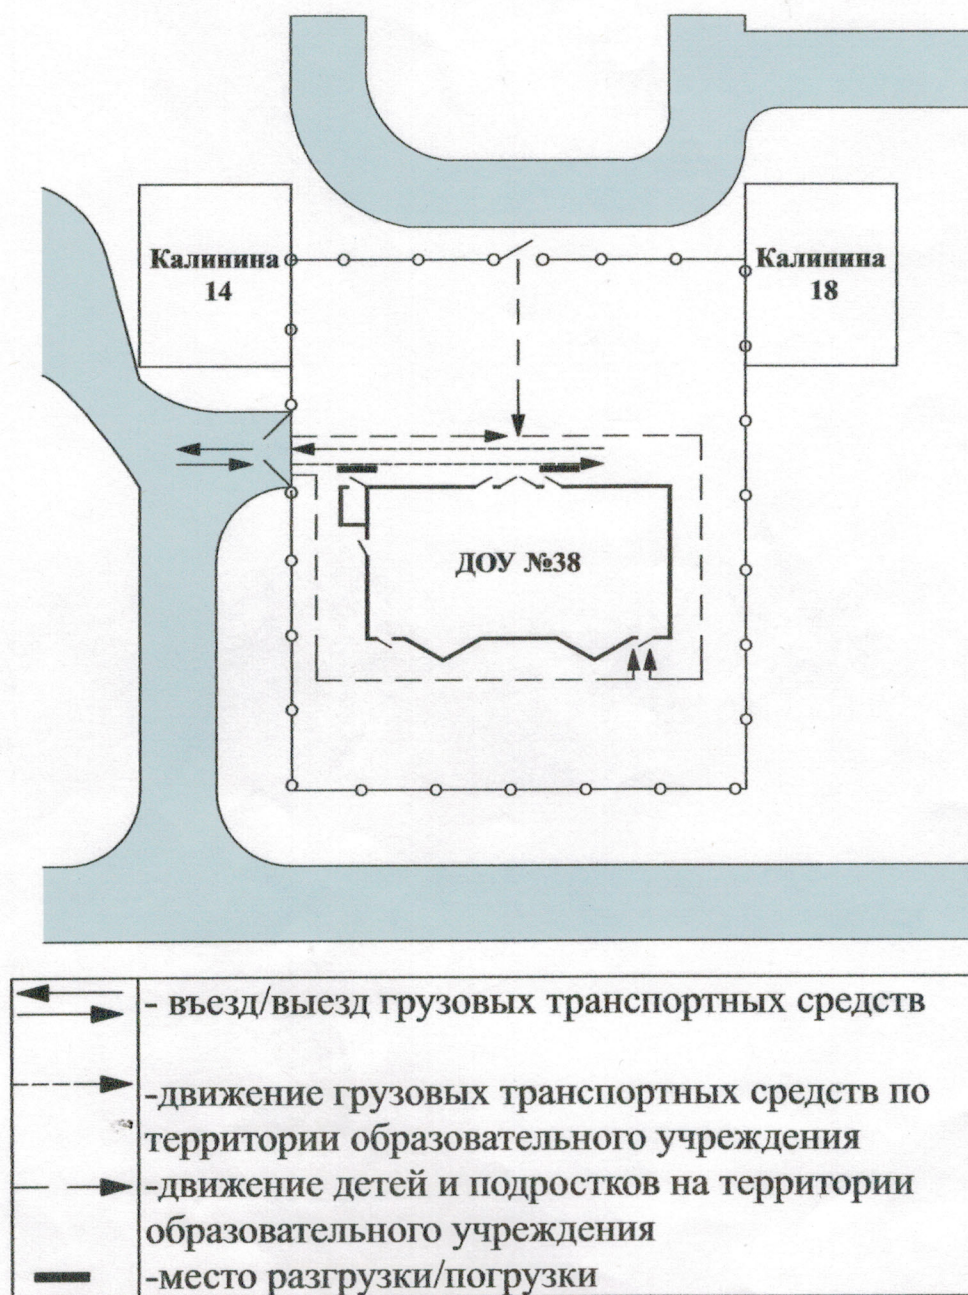 Калинина
14
Калинина
18
ДОУ №38
- въезд/выезд грузовых транспортных средств
-движение грузовых транспортных средств по
территории образовательного учреждения
-движение детей и подростков на территории
образовательного учреждения
-место разгрузки/погрузки